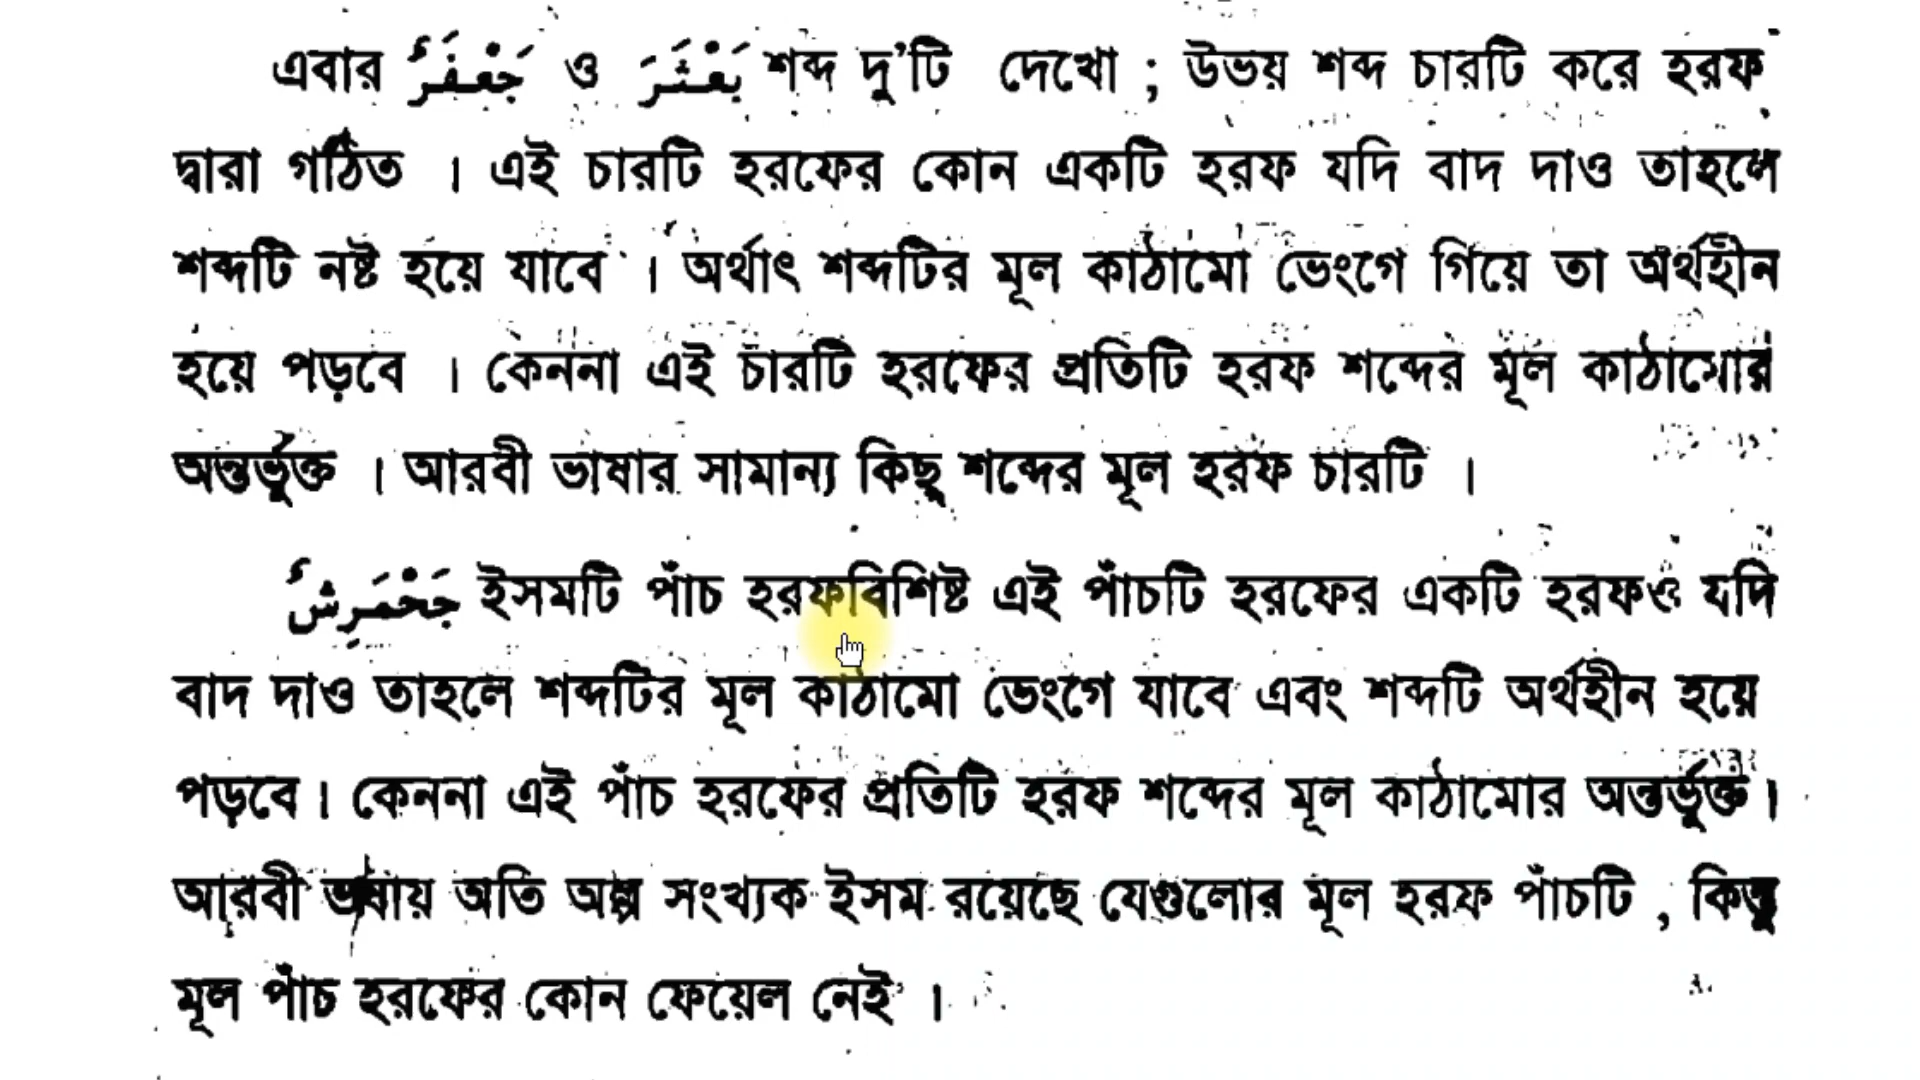 এবার جَعْفَرٌ ও بَعْثَرَ শব্দ দু'টি দেখো ; উভয় শব্দ চারটি করে হরফ
দ্বারা গঠিত । এই চারটি হরফের কোন একটি হরফ যদি বাদ দাও তাহলে
শব্দটি নষ্ট হয়ে যাবে । অর্থাৎ শব্দটির মূল কাঠামো ভেংগে গিয়ে তা অর্থহীন
হয়ে পড়বে । কেননা এই চারটি হরফের প্রতিটি হরফ শব্দের মূল কাঠামোর
অন্তর্ভুক্ত । আরবী ভাষার সামান্য কিছু শব্দের মূল হরফ চারটি ।
جَحْمَرِشٌ ইসমটি পাঁচ হরফবিশিষ্ট এই পাঁচটি হরফের একটি হরফও যদি
বাদ দাও তাহলে শব্দটির মূল কাঠামো ভেংগে যাবে এবং শব্দটি অর্থহীন হয়ে
পড়বে । কেননা এই পাঁচ হরফের প্রতিটি হরফ শব্দের মূল কাঠামোর অন্তর্ভুক্ত ।
আরবী ভাষায় অতি অল্প সংখ্যক ইসম রয়েছে যেগুলোর মূল হরফ পাঁচটি , কিন্তু
মূল পাঁচ হরফের কোন ফেয়েল নেই ।